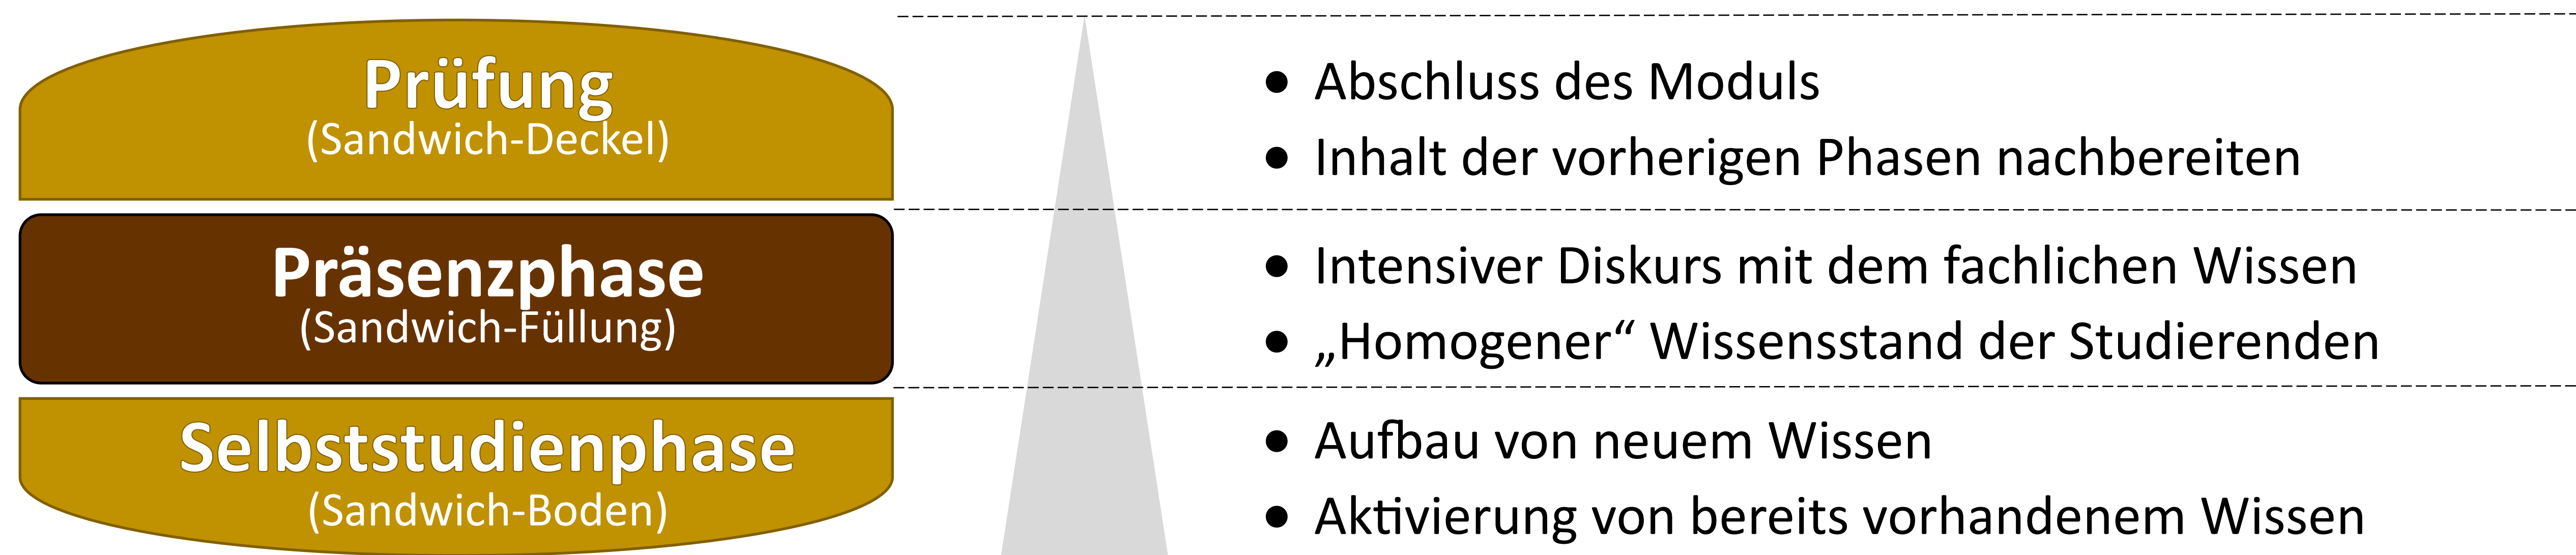 Prüfung
(Sandwich-Deckel)
• Abschluss des Moduls
• Inhalt der vorherigen Phasen nachbereiten
Präsenzphase
(Sandwich-Füllung)
• Intensiver Diskurs mit dem fachlichen Wissen
• „Homogener“ Wissensstand der Studierenden
Selbststudienphase
(Sandwich-Boden)
• Aufbau von neuem Wissen
• Aktivierung von bereits vorhandenem Wissen